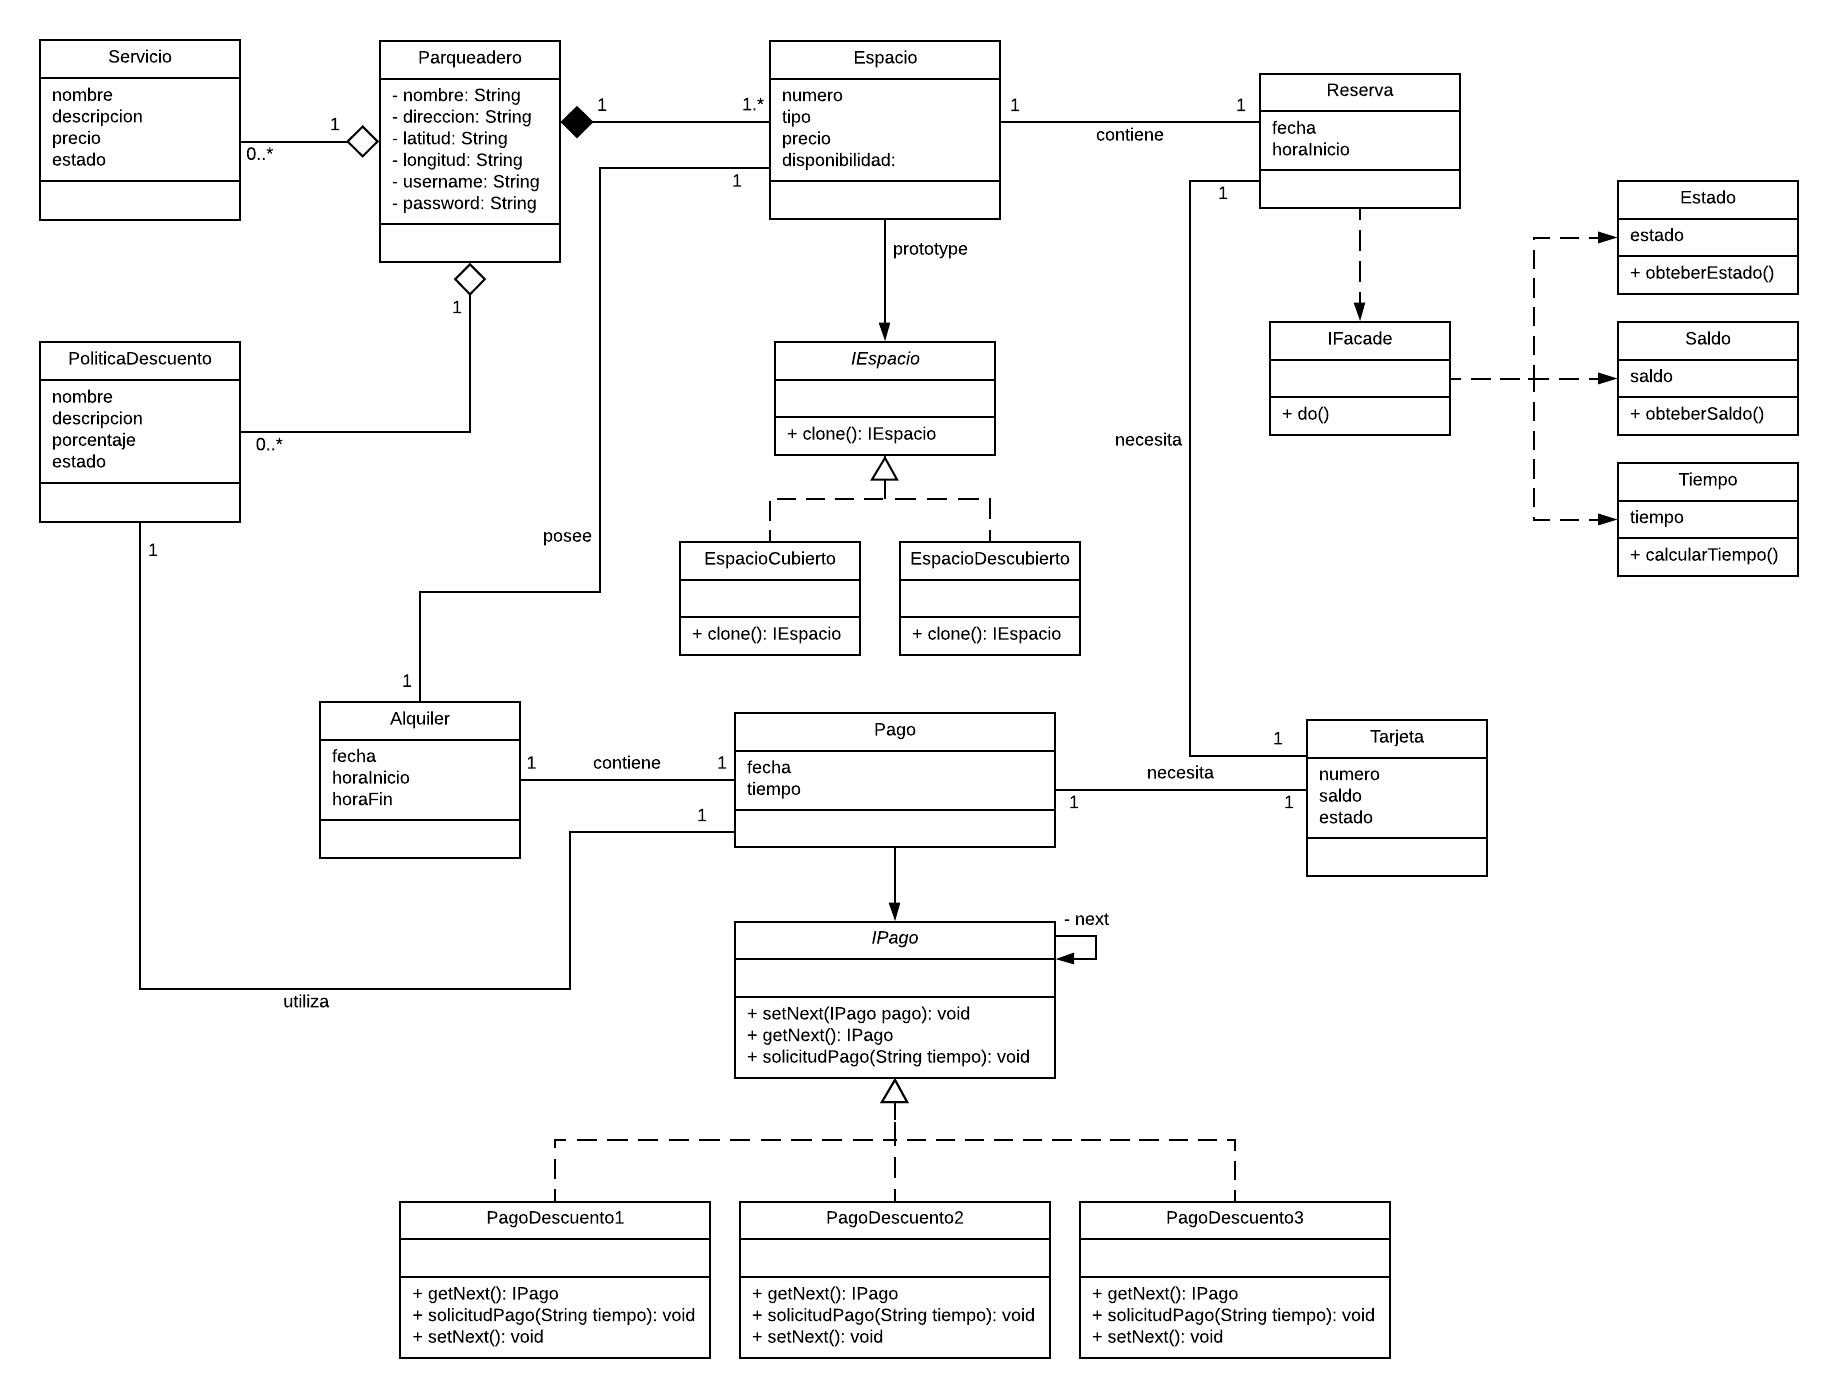 Servicio
nombre
descripcion
precio
estado
1
0..*
Parqueadero
- nombre: String
- direccion: String
- latitud: String
- longitud: String
- username: String
- password: String
1
1.*
Espacio
numero
tipo
precio
disponibilidad:
1
1
contiene
Reserva
fecha
horaInicio
1
1
prototype
1
Estado
estado
+ obteberEstado()
PoliticaDescuento
nombre
descripcion
porcentaje
estado
0..*
1
IEspacio
+ clone(): IEspacio
IFacade
+ do()
Saldo
saldo
+ obteberSaldo()
necesita
Tiempo
tiempo
+ calcularTiempo()
posee
EspacioCubierto
+ clone(): IEspacio
EspacioDescubierto
+ clone(): IEspacio
1
Alquiler
fecha
horaInicio
horaFin
1
contiene
1
1
Pago
fecha
tiempo
1
necesita
1
1
Tarjeta
numero
saldo
estado
utiliza
- next
IPago
+ setNext(IPago pago): void
+ getNext(): IPago
+ solicitudPago(String tiempo): void
PagoDescuento1
+ getNext(): IPago
+ solicitudPago(String tiempo): void
+ setNext(): void
PagoDescuento2
+ getNext(): IPago
+ solicitudPago(String tiempo): void
+ setNext(): void
PagoDescuento3
+ getNext(): IPago
+ solicitudPago(String tiempo): void
+ setNext(): void